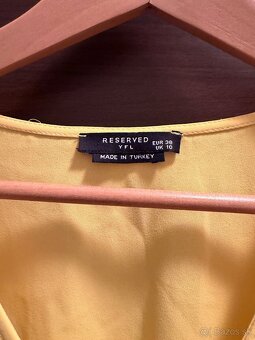 RESERVED
YFL
EUR 38
UK 10
MADE IN TURKEY